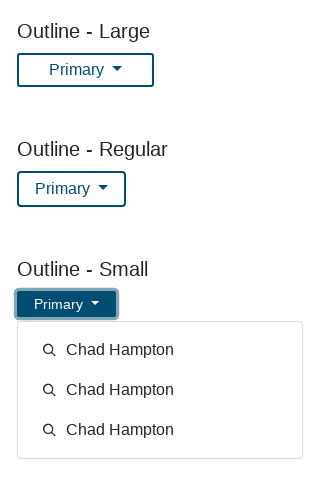 Outline - Large
Primary
Outline - Regular
Primary
Outline - Small
Primary
Chad Hampton
Chad Hampton
Chad Hampton